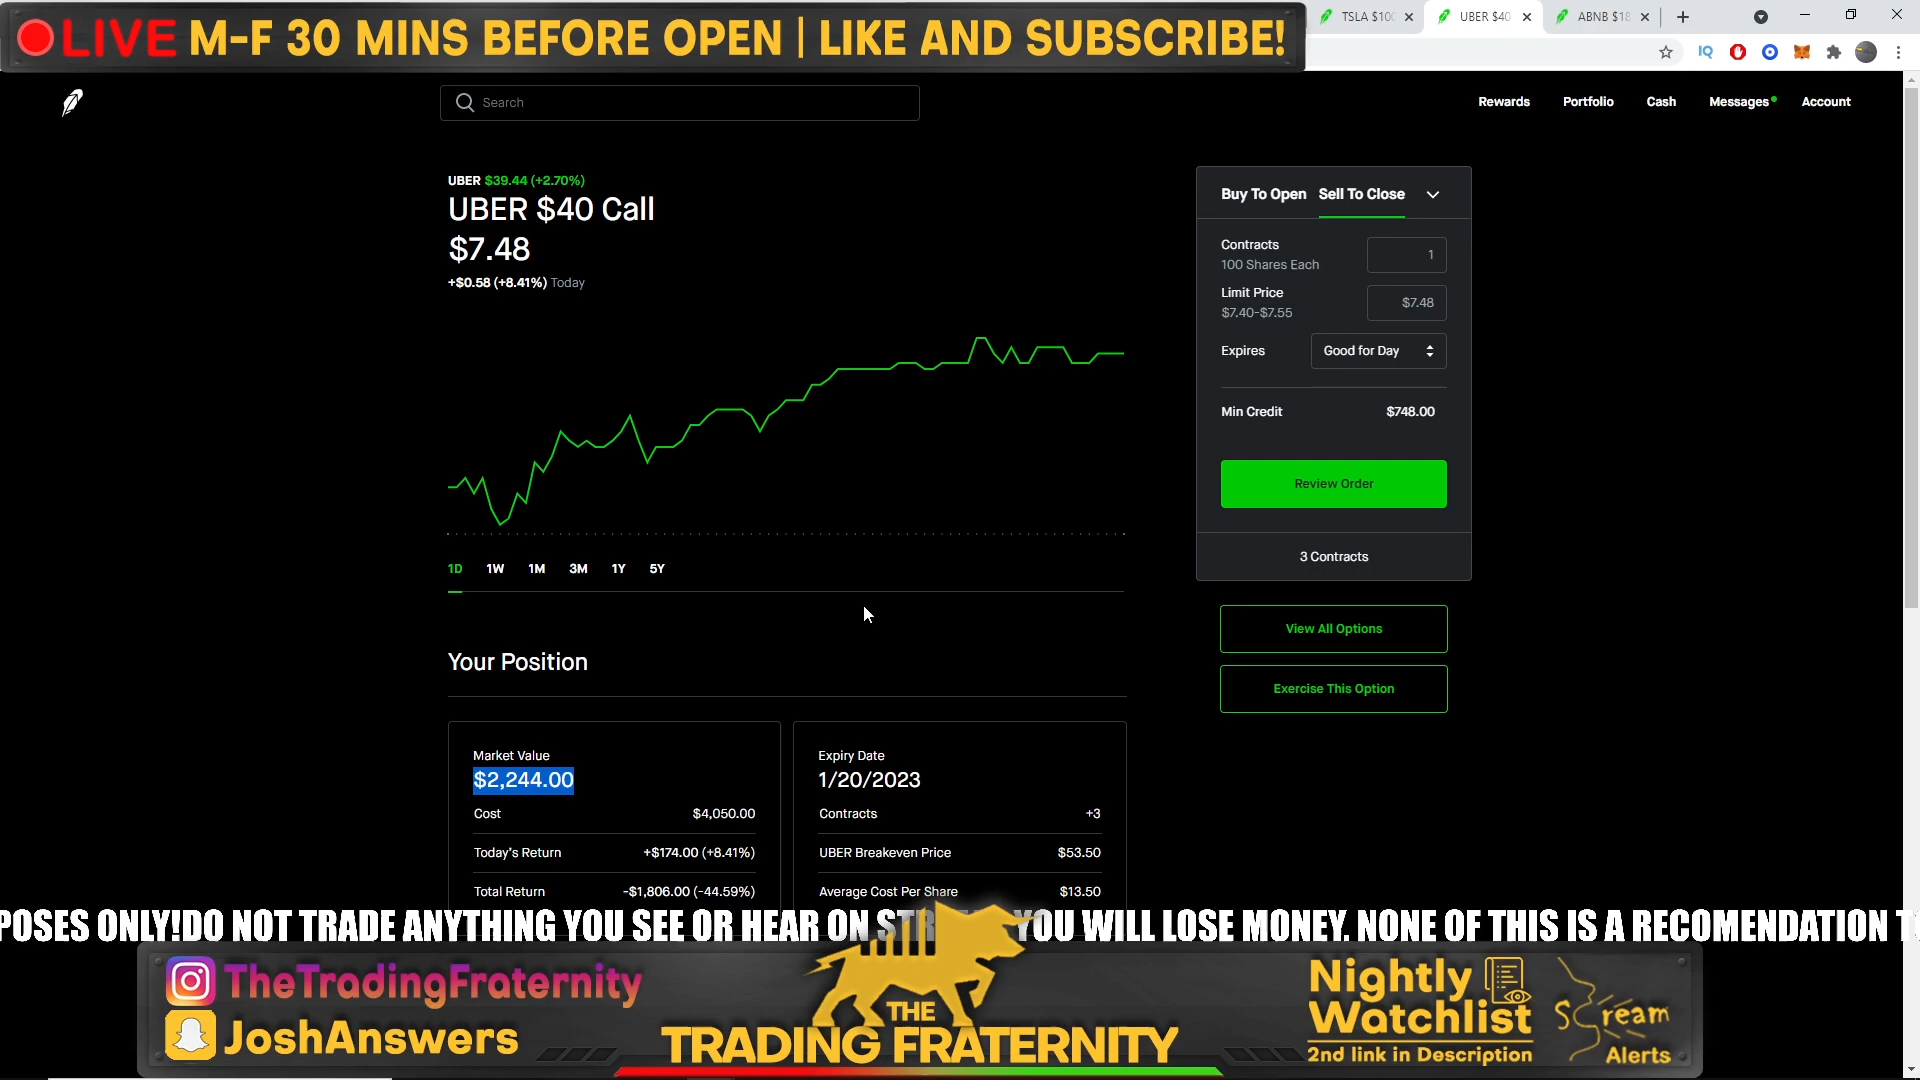 LIVE M-F 30 MINS BEFORE OPEN | LIKE AND SUBSCRIBE!
TSLA $100
UBER $40
ABNB $18
IQ
Search
Rewards
Portfolio
Cash
Messages
Account
UBER $39.44 (+2.70%)
UBER $40 Call
$7.48
+$0.58 (+8.41%) Today
1D 1W 1M 3M 1Y 5Y
Buy To Open Sell To Close
Contracts 1
100 Shares Each
Limit Price $7.48
$7.40-$7.55
Expires Good for Day
Min Credit $748.00
Review Order
3 Contracts
View All Options
Exercise This Option
Your Position
Market Value
$2,244.00
Cost $4,050.00
Today's Return +$174.00 (+8.41%)
Total Return -$1,806.00 (-44.59%)
Expiry Date
1/20/2023
Contracts +3
UBER Breakeven Price $53.50
Average Cost Per Share $13.50
POSES ONLY!DO NOT TRADE ANYTHING YOU SEE OR HEAR ON YOU WILL LOSE MONEY. NONE OF THIS IS A RECOMENDATION
TheTradingFraternity
JoshAnswers
THE
TRADING FRATERNITY
Nightly
Watchlist
2nd link in Description
Scream
Alerts